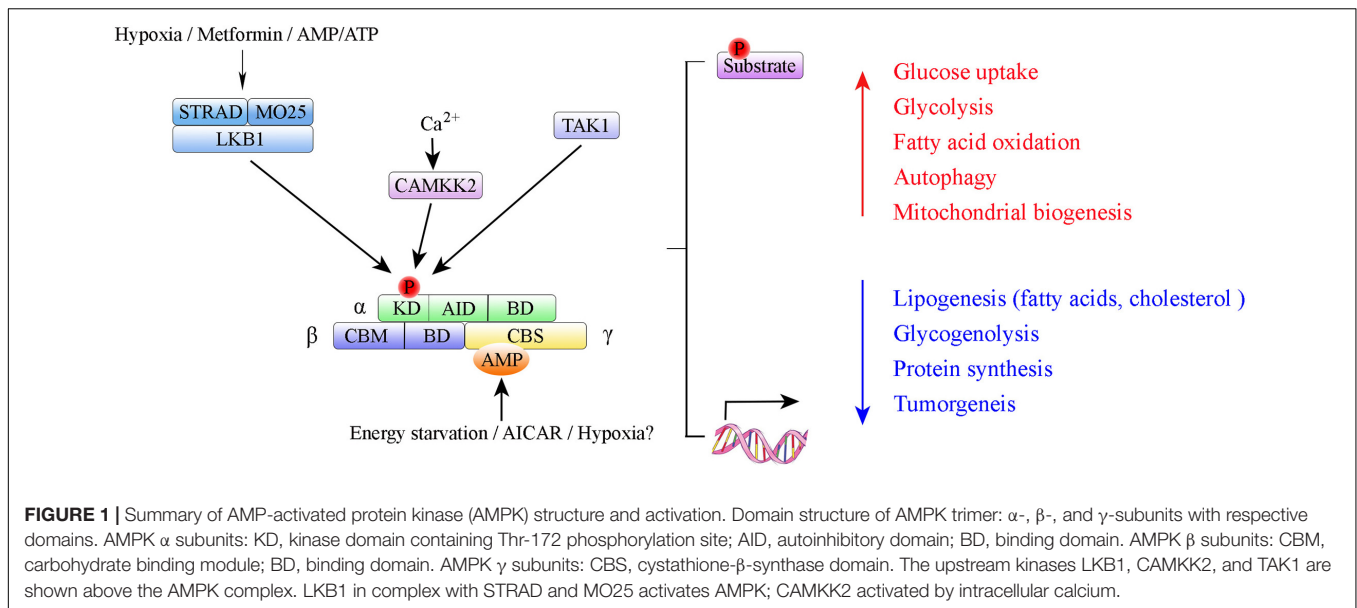 Hypoxia / Metformin / AMP/ATP
STRAD MO25
LKB1
Ca2+
CAMKK2
TAK1
P
α KD AID BD
β CBM BD CBS γ
AMP
Energy starvation / AICAR / Hypoxia?
P
Substrate
Glucose uptake
Glycolysis
Fatty acid oxidation
Autophagy
Mitochondrial biogenesis
Lipogenesis (fatty acids, cholesterol )
Glycogenolysis
Protein synthesis
Tumorgeneis
FIGURE 1 | Summary of AMP-activated protein kinase (AMPK) structure and activation. Domain structure of AMPK trimer: α-, β-, and γ-subunits with respective
domains. AMPK α subunits: KD, kinase domain containing Thr-172 phosphorylation site; AID, autoinhibitory domain; BD, binding domain. AMPK β subunits: CBM,
carbohydrate binding module; BD, binding domain. AMPK γ subunits: CBS, cystathione-β-synthase domain. The upstream kinases LKB1, CAMKK2, and TAK1 are
shown above the AMPK complex. LKB1 in complex with STRAD and MO25 activates AMPK; CAMKK2 activated by intracellular calcium.